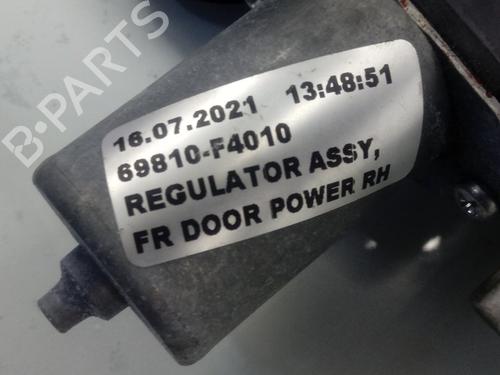 B-PARTS
16.07.2021 13:48:51
69810-F4010
REGULATOR ASSY,
FR DOOR POWER RH